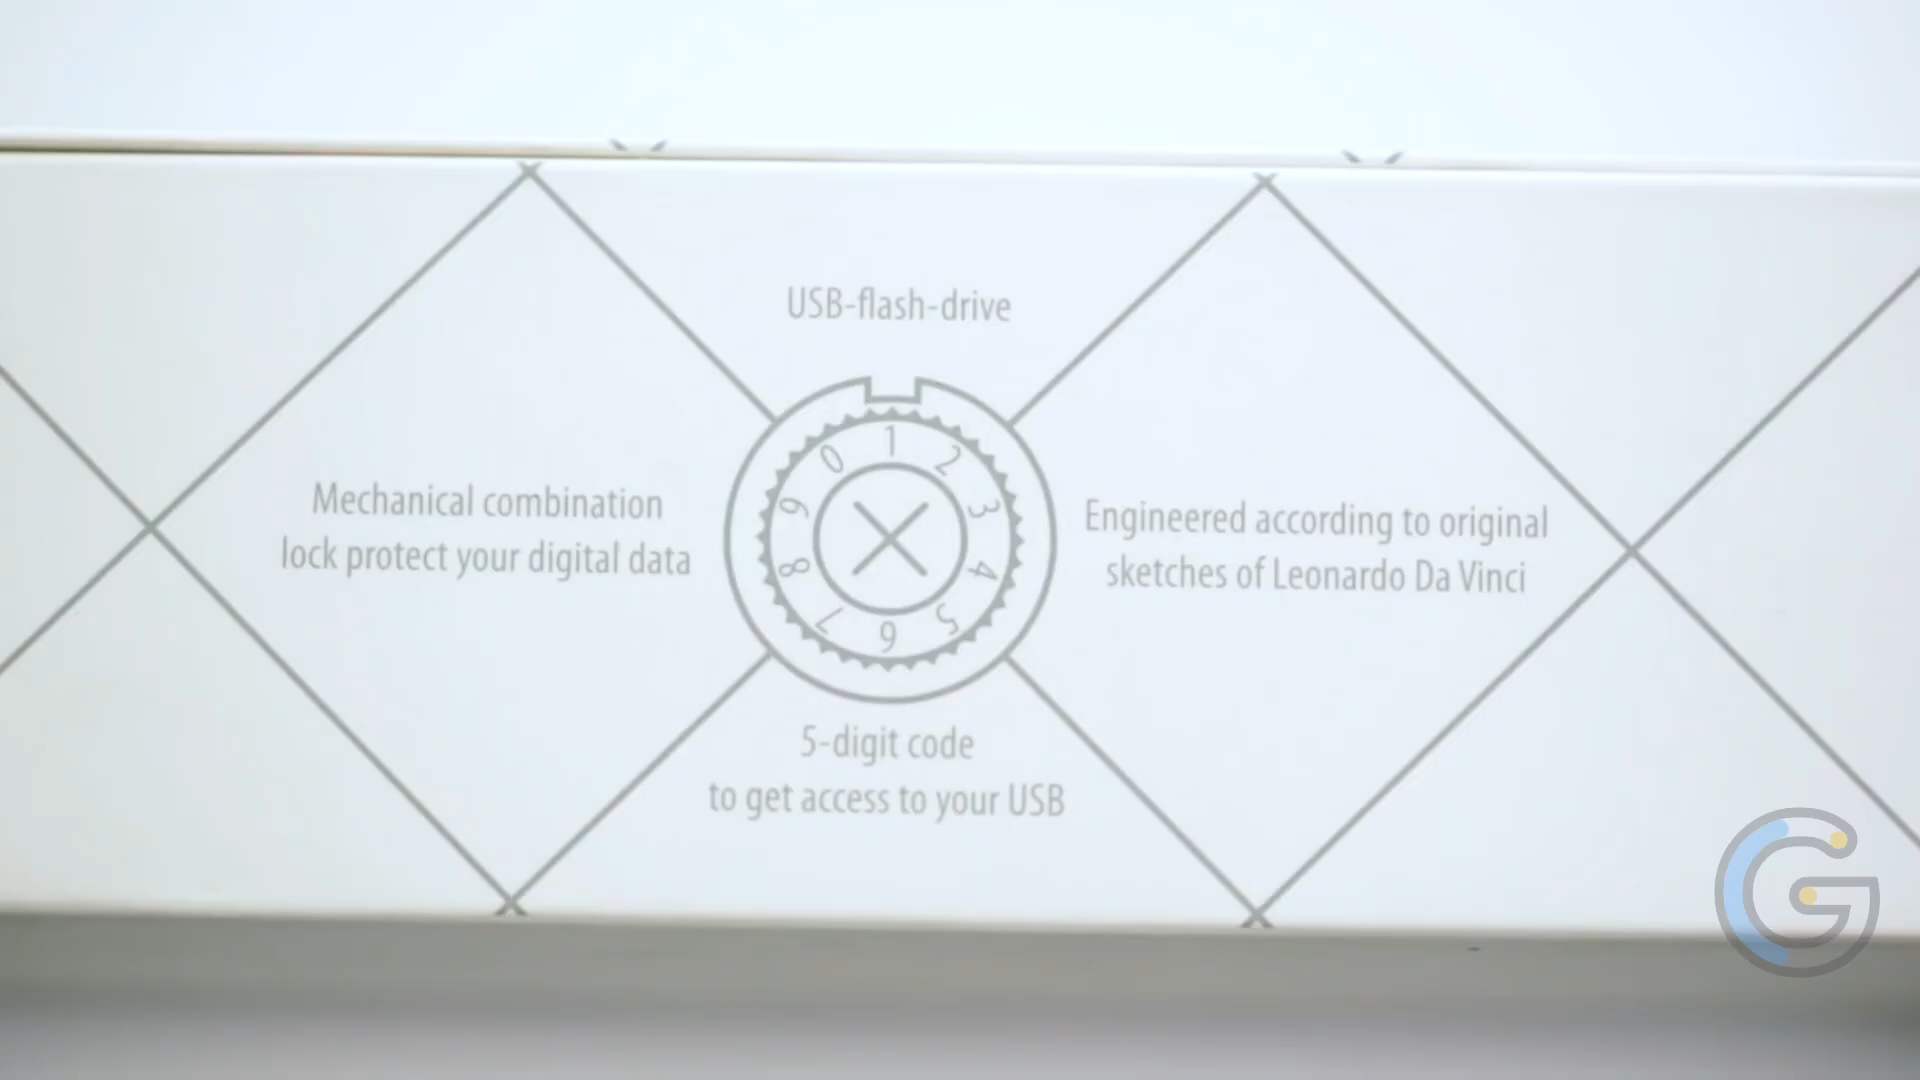 USB-flash-drive
Mechanical combination
lock protect your digital data
0 1 2 3 4 5 6 7 8 9
Engineered according to original
sketches of Leonardo Da Vinci
5-digit code
to get access to your USB
G